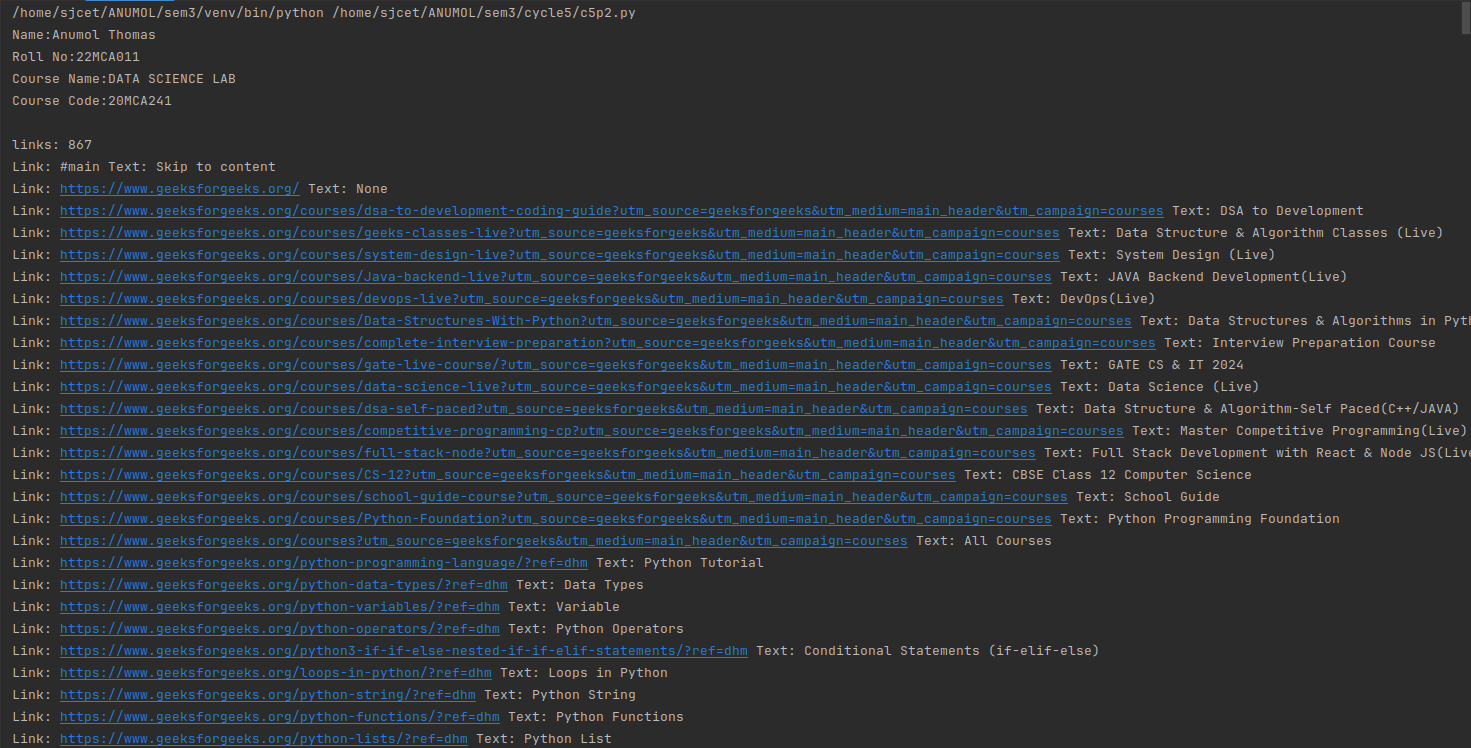 /home/sjcet/ANUMOL/sem3/venv/bin/python /home/sjcet/ANUMOL/sem3/cycle5/c5p2.py
Name:Anumol Thomas
Roll No:22MCA011
Course Name:DATA SCIENCE LAB
Course Code:20MCA241
links: 867
Link: #main Text: Skip to content
Link: https://www.geeksforgeeks.org/ Text: None
Link: https://www.geeksforgeeks.org/courses/dsa-to-development-coding-guide?utm_source=geeksforgeeks&utm_medium=main_header&utm_campaign=courses Text: DSA to Development
Link: https://www.geeksforgeeks.org/courses/geeks-classes-live?utm_source=geeksforgeeks&utm_medium=main_header&utm_campaign=courses Text: Data Structure & Algorithm Classes (Live)
Link: https://www.geeksforgeeks.org/courses/system-design-live?utm_source=geeksforgeeks&utm_medium=main_header&utm_campaign=courses Text: System Design (Live)
Link: https://www.geeksforgeeks.org/courses/Java-backend-live?utm_source=geeksforgeeks&utm_medium=main_header&utm_campaign=courses Text: JAVA Backend Development(Live)
Link: https://www.geeksforgeeks.org/courses/devops-live?utm_source=geeksforgeeks&utm_medium=main_header&utm_campaign=courses Text: DevOps(Live)
Link: https://www.geeksforgeeks.org/courses/Data-Structures-With-Python?utm_source=geeksforgeeks&utm_medium=main_header&utm_campaign=courses Text: Data Structures & Algorithms in Pyth
Link: https://www.geeksforgeeks.org/courses/complete-interview-preparation?utm_source=geeksforgeeks&utm_medium=main_header&utm_campaign=courses Text: Interview Preparation Course
Link: https://www.geeksforgeeks.org/courses/gate-live-course/?utm_source=geeksforgeeks&utm_medium=main_header&utm_campaign=courses Text: GATE CS & IT 2024
Link: https://www.geeksforgeeks.org/courses/data-science-live?utm_source=geeksforgeeks&utm_medium=main_header&utm_campaign=courses Text: Data Science (Live)
Link: https://www.geeksforgeeks.org/courses/dsa-self-paced?utm_source=geeksforgeeks&utm_medium=main_header&utm_campaign=courses Text: Data Structure & Algorithm-Self Paced(C++/JAVA)
Link: https://www.geeksforgeeks.org/courses/competitive-programming-cp?utm_source=geeksforgeeks&utm_medium=main_header&utm_campaign=courses Text: Master Competitive Programming(Live)
Link: https://www.geeksforgeeks.org/courses/full-stack-node?utm_source=geeksforgeeks&utm_medium=main_header&utm_campaign=courses Text: Full Stack Development with React & Node JS(Live
Link: https://www.geeksforgeeks.org/courses/CS-12?utm_source=geeksforgeeks&utm_medium=main_header&utm_campaign=courses Text: CBSE Class 12 Computer Science
Link: https://www.geeksforgeeks.org/courses/school-guide-course?utm_source=geeksforgeeks&utm_medium=main_header&utm_campaign=courses Text: School Guide
Link: https://www.geeksforgeeks.org/courses/Python-Foundation?utm_source=geeksforgeeks&utm_medium=main_header&utm_campaign=courses Text: Python Programming Foundation
Link: https://www.geeksforgeeks.org/courses?utm_source=geeksforgeeks&utm_medium=main_header&utm_campaign=courses Text: All Courses
Link: https://www.geeksforgeeks.org/python-programming-language/?ref=dhm Text: Python Tutorial
Link: https://www.geeksforgeeks.org/python-data-types/?ref=dhm Text: Data Types
Link: https://www.geeksforgeeks.org/python-variables/?ref=dhm Text: Variable
Link: https://www.geeksforgeeks.org/python-operators/?ref=dhm Text: Python Operators
Link: https://www.geeksforgeeks.org/python3-if-if-else-nested-if-if-elif-statements/?ref=dhm Text: Conditional Statements (if-elif-else)
Link: https://www.geeksforgeeks.org/loops-in-python/?ref=dhm Text: Loops in Python
Link: https://www.geeksforgeeks.org/python-string/?ref=dhm Text: Python String
Link: https://www.geeksforgeeks.org/python-functions/?ref=dhm Text: Python Functions
Link: https://www.geeksforgeeks.org/python-lists/?ref=dhm Text: Python List